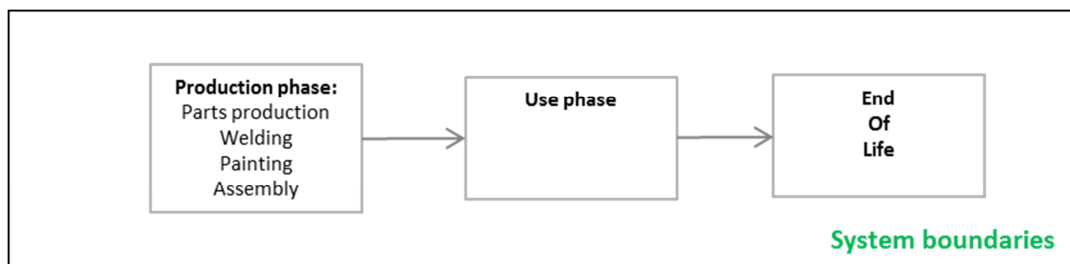 Production phase:
Parts production
Welding
Painting
Assembly
Use phase
End
Of
Life
System boundaries